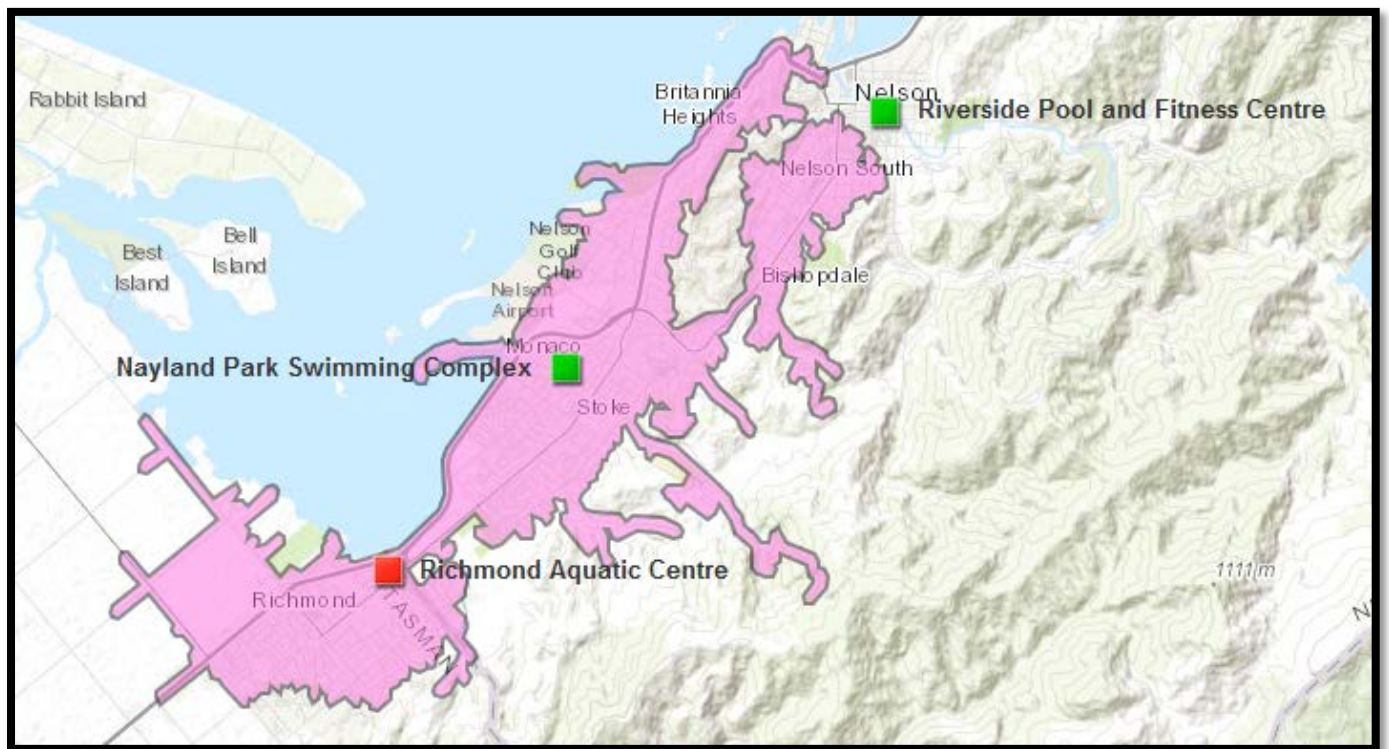 Rabbit Island
Britannia
Heights
Nelson
Riverside Pool and Fitness Centre
Nelson South
Best
Island
Bell
Island
Nelson
Golf
Club
Nelson
Airport
Bishopdale
Monaco
Nayland Park Swimming Complex
Stoke
Richmond Aquatic Centre
Richmond
TASMAN
1111 m